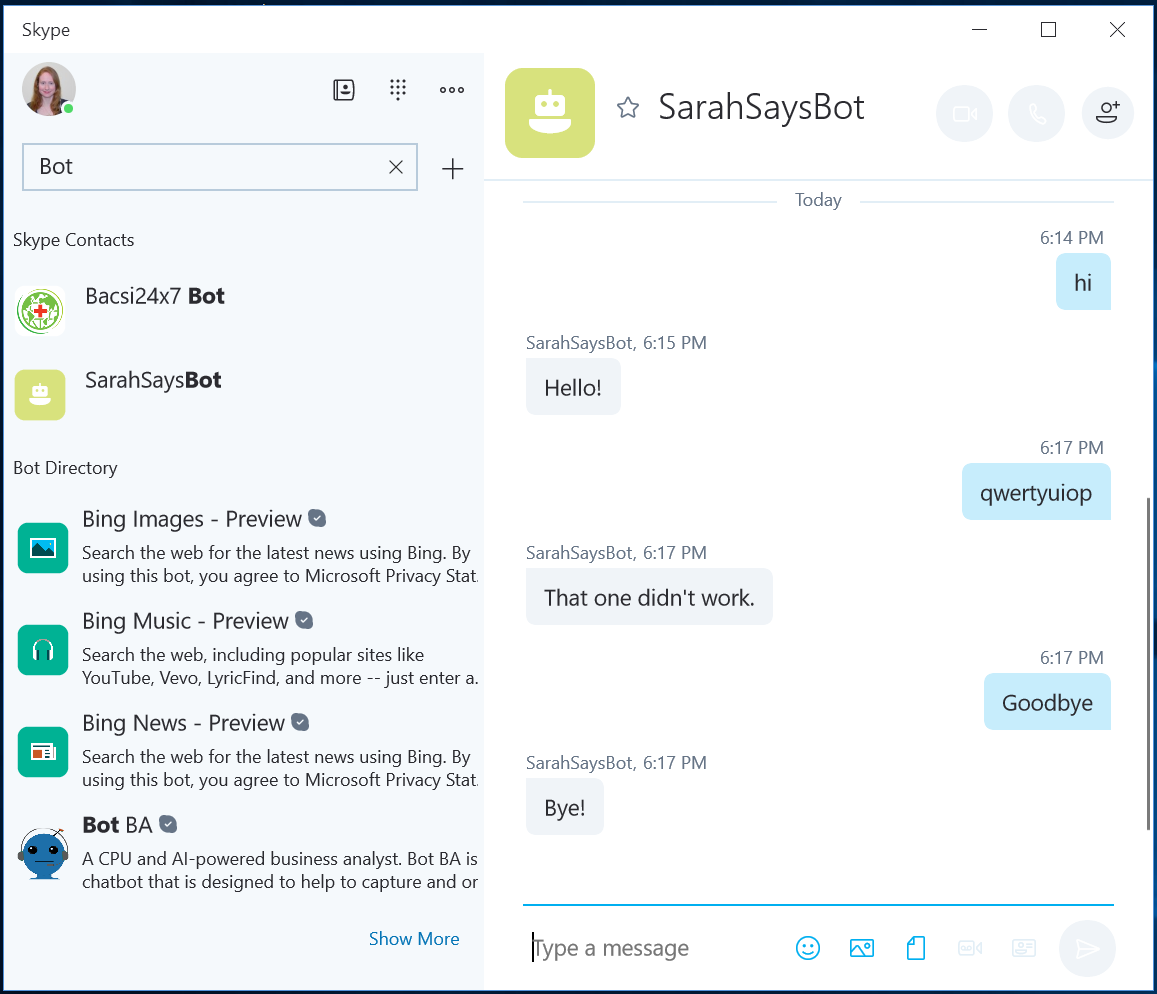 Skype
Bot
Skype Contacts
Bacsi24x7 Bot
SarahSaysBot
Bot Directory
Bing Images - Preview
Search the web for the latest news using Bing. By
using this bot, you agree to Microsoft Privacy Stat.
Bing Music - Preview
Search the web, including popular sites like
YouTube, Vevo, LyricFind, and more -- just enter a.
Bing News - Preview
Search the web for the latest news using Bing. By
using this bot, you agree to Microsoft Privacy Stat.
Bot BA
A CPU and AI-powered business analyst. Bot BA is
chatbot that is designed to help to capture and or
Show More
SarahSaysBot
Today
6:14 PM
hi
SarahSaysBot, 6:15 PM
Hello!
6:17 PM
qwertyuiop
SarahSaysBot, 6:17 PM
That one didn't work.
6:17 PM
Goodbye
SarahSaysBot, 6:17 PM
Bye!
Type a message